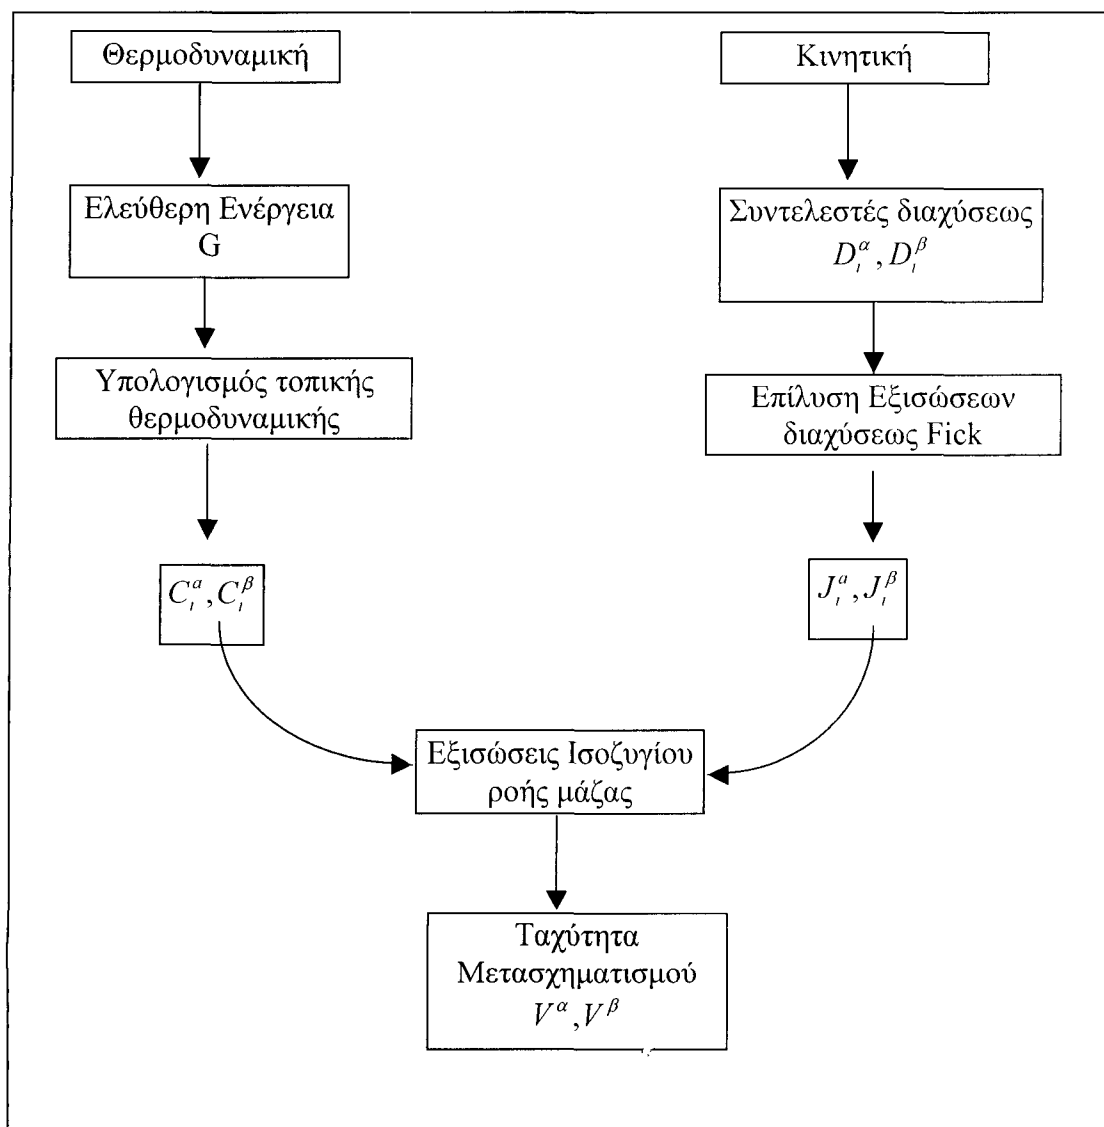 Θερμοδυναμική
Ελεύθερη Ενέργεια
G
Υπολογισμός τοπικής
θερμοδυναμικής
C_i^α, C_i^β
Κινητική
Συντελεστές διαχύσεως
D_i^α, D_i^β
Επίλυση Εξισώσεων
διαχύσεως Fick
J_i^α, J_i^β
Εξισώσεις Ισοζυγίου
ροής μάζας
Ταχύτητα
Μετασχηματισμού
V^α, V^β